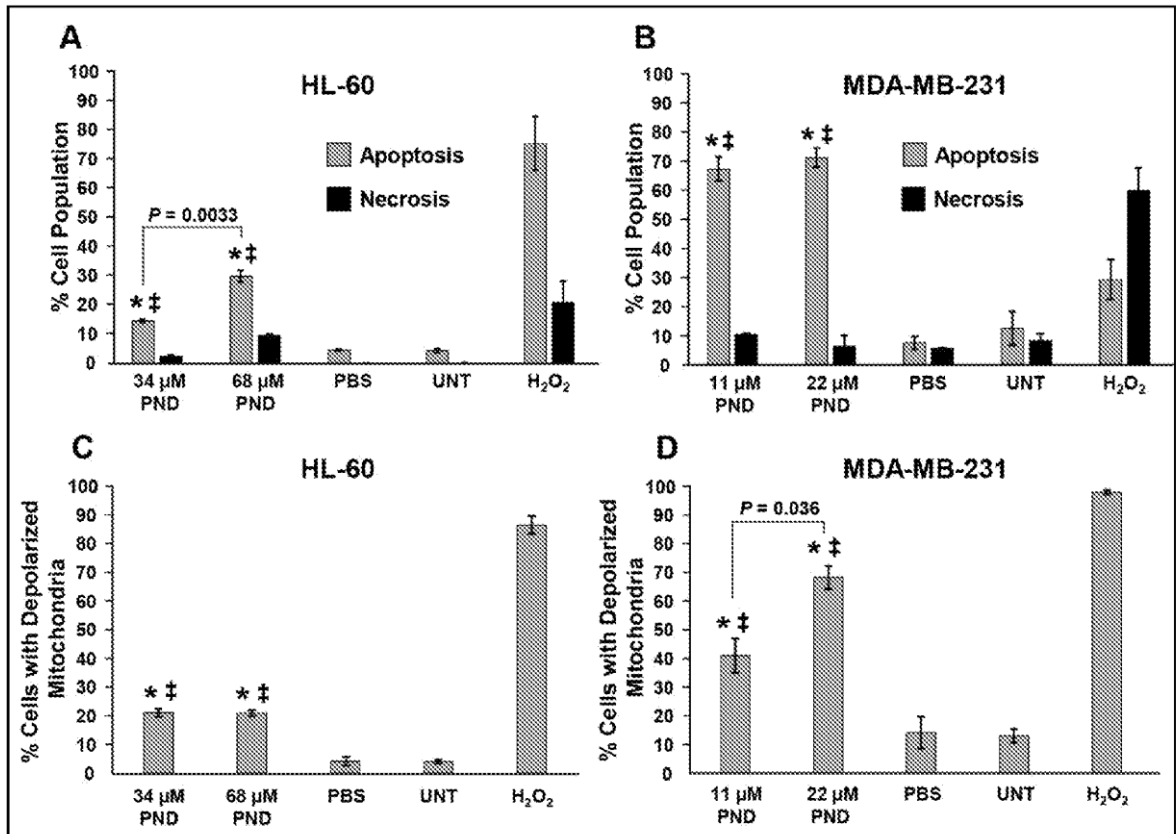 A
HL-60
% Cell Population
100
90
80
70
60
50
40
30
20
10
0
Apoptosis
Necrosis
P = 0.0033
* ‡
* ‡
34 µM PND
68 µM PND
PBS
UNT
H₂O₂
B
MDA-MB-231
% Cell Population
100
90
80
70
60
50
40
30
20
10
0
Apoptosis
Necrosis
* ‡
* ‡
11 µM PND
22 µM PND
PBS
UNT
H₂O₂
C
HL-60
% Cells with Depolarized
Mitochondria
100
90
80
70
60
50
40
30
20
10
0
* ‡
* ‡
34 µM PND
68 µM PND
PBS
UNT
H₂O₂
D
MDA-MB-231
% Cells with Depolarized
Mitochondria
100
90
80
70
60
50
40
30
20
10
0
P = 0.036
* ‡
* ‡
11 µM PND
22 µM PND
PBS
UNT
H₂O₂